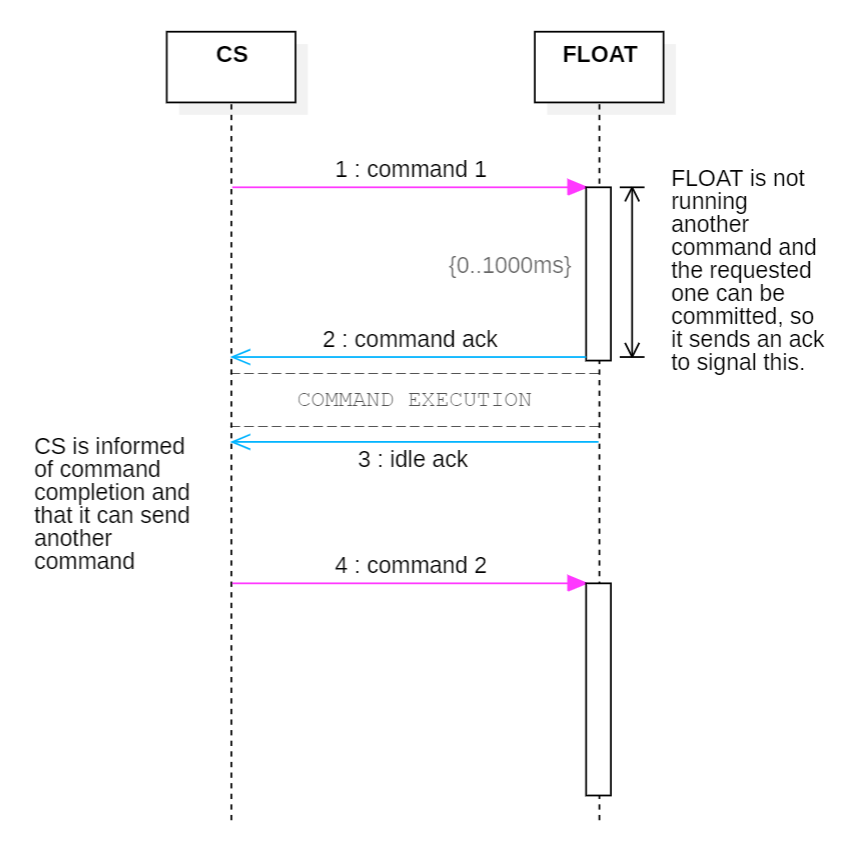 CS
FLOAT
1 : command 1
FLOAT is not
running
another
command and
the requested
one can be
committed, so
it sends an ack
to signal this.
{0..1000ms}
2 : command ack
COMMAND EXECUTION
CS is informed
of command
completion and
that it can send
another
command
3 : idle ack
4 : command 2